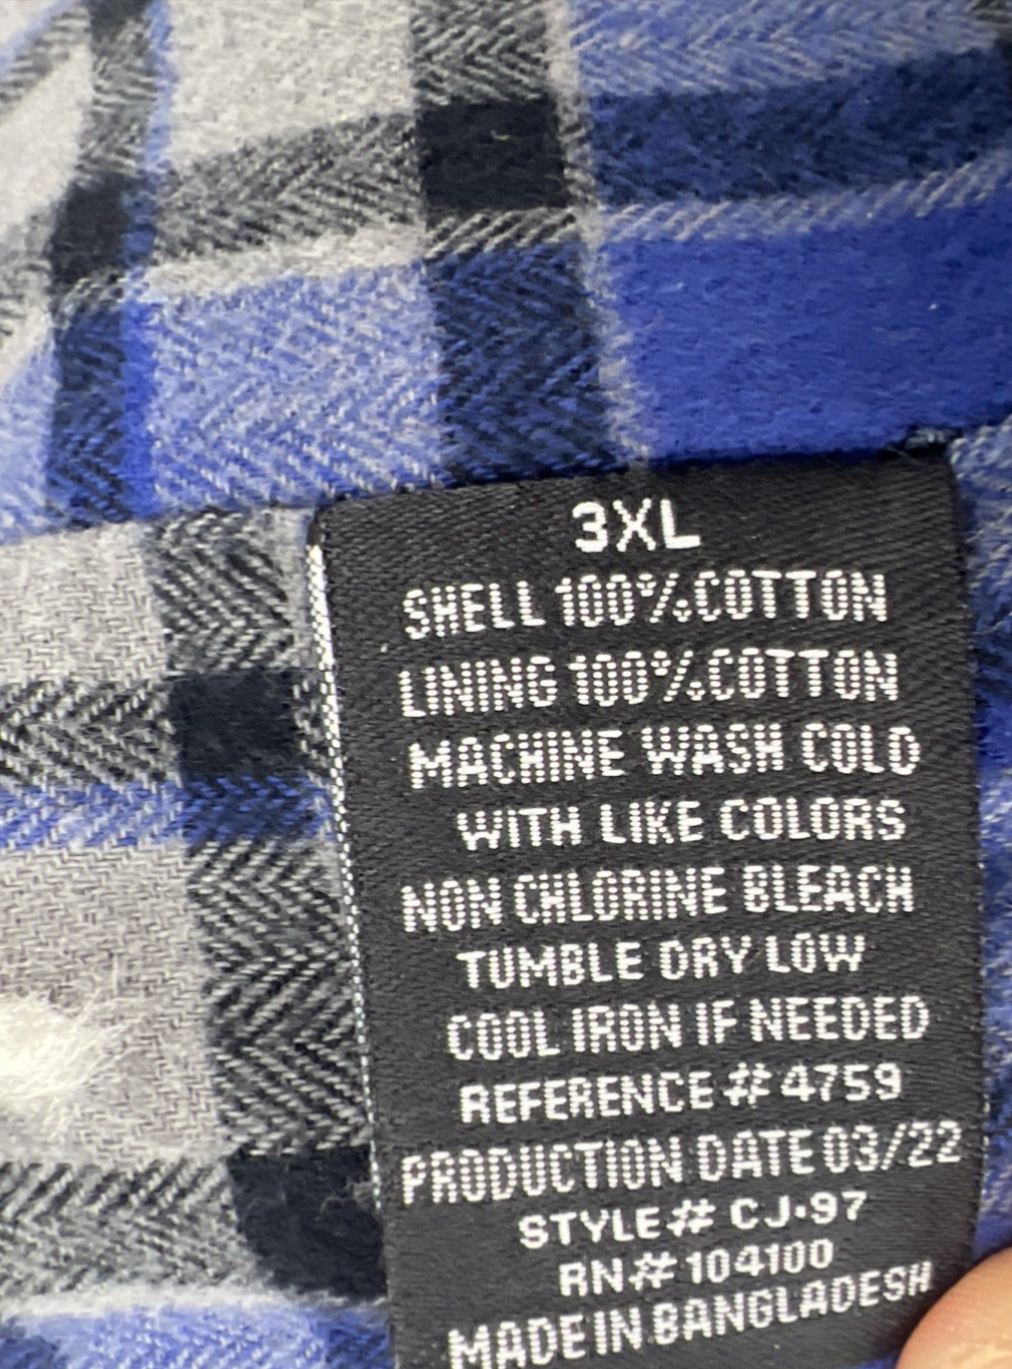 3XL
SHELL 100% COTTON
LINING 100% COTTON
MACHINE WASH COLD
WITH LIKE COLORS
NON CHLORINE BLEACH
TUMBLE DRY LOW
COOL IRON IF NEEDED
REFERENCE # 4759
PRODUCTION DATE 03/22
STYLE# CJ-97
RN# 104100
MADE IN BANGLADESH